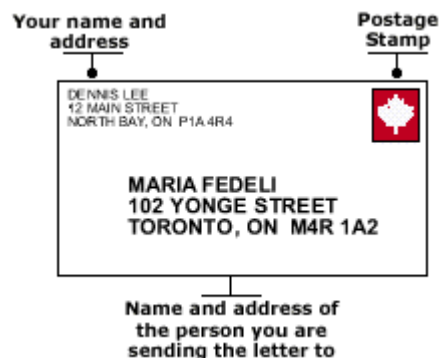 Your name and
address
Postage
Stamp
DENNIS LEE
12 MAIN STREET
NORTH BAY, ON P1A 4R4
MARIA FEDELI
102 YONGE STREET
TORONTO, ON M4R 1A2
Name and address of
the person you are
sending the letter to